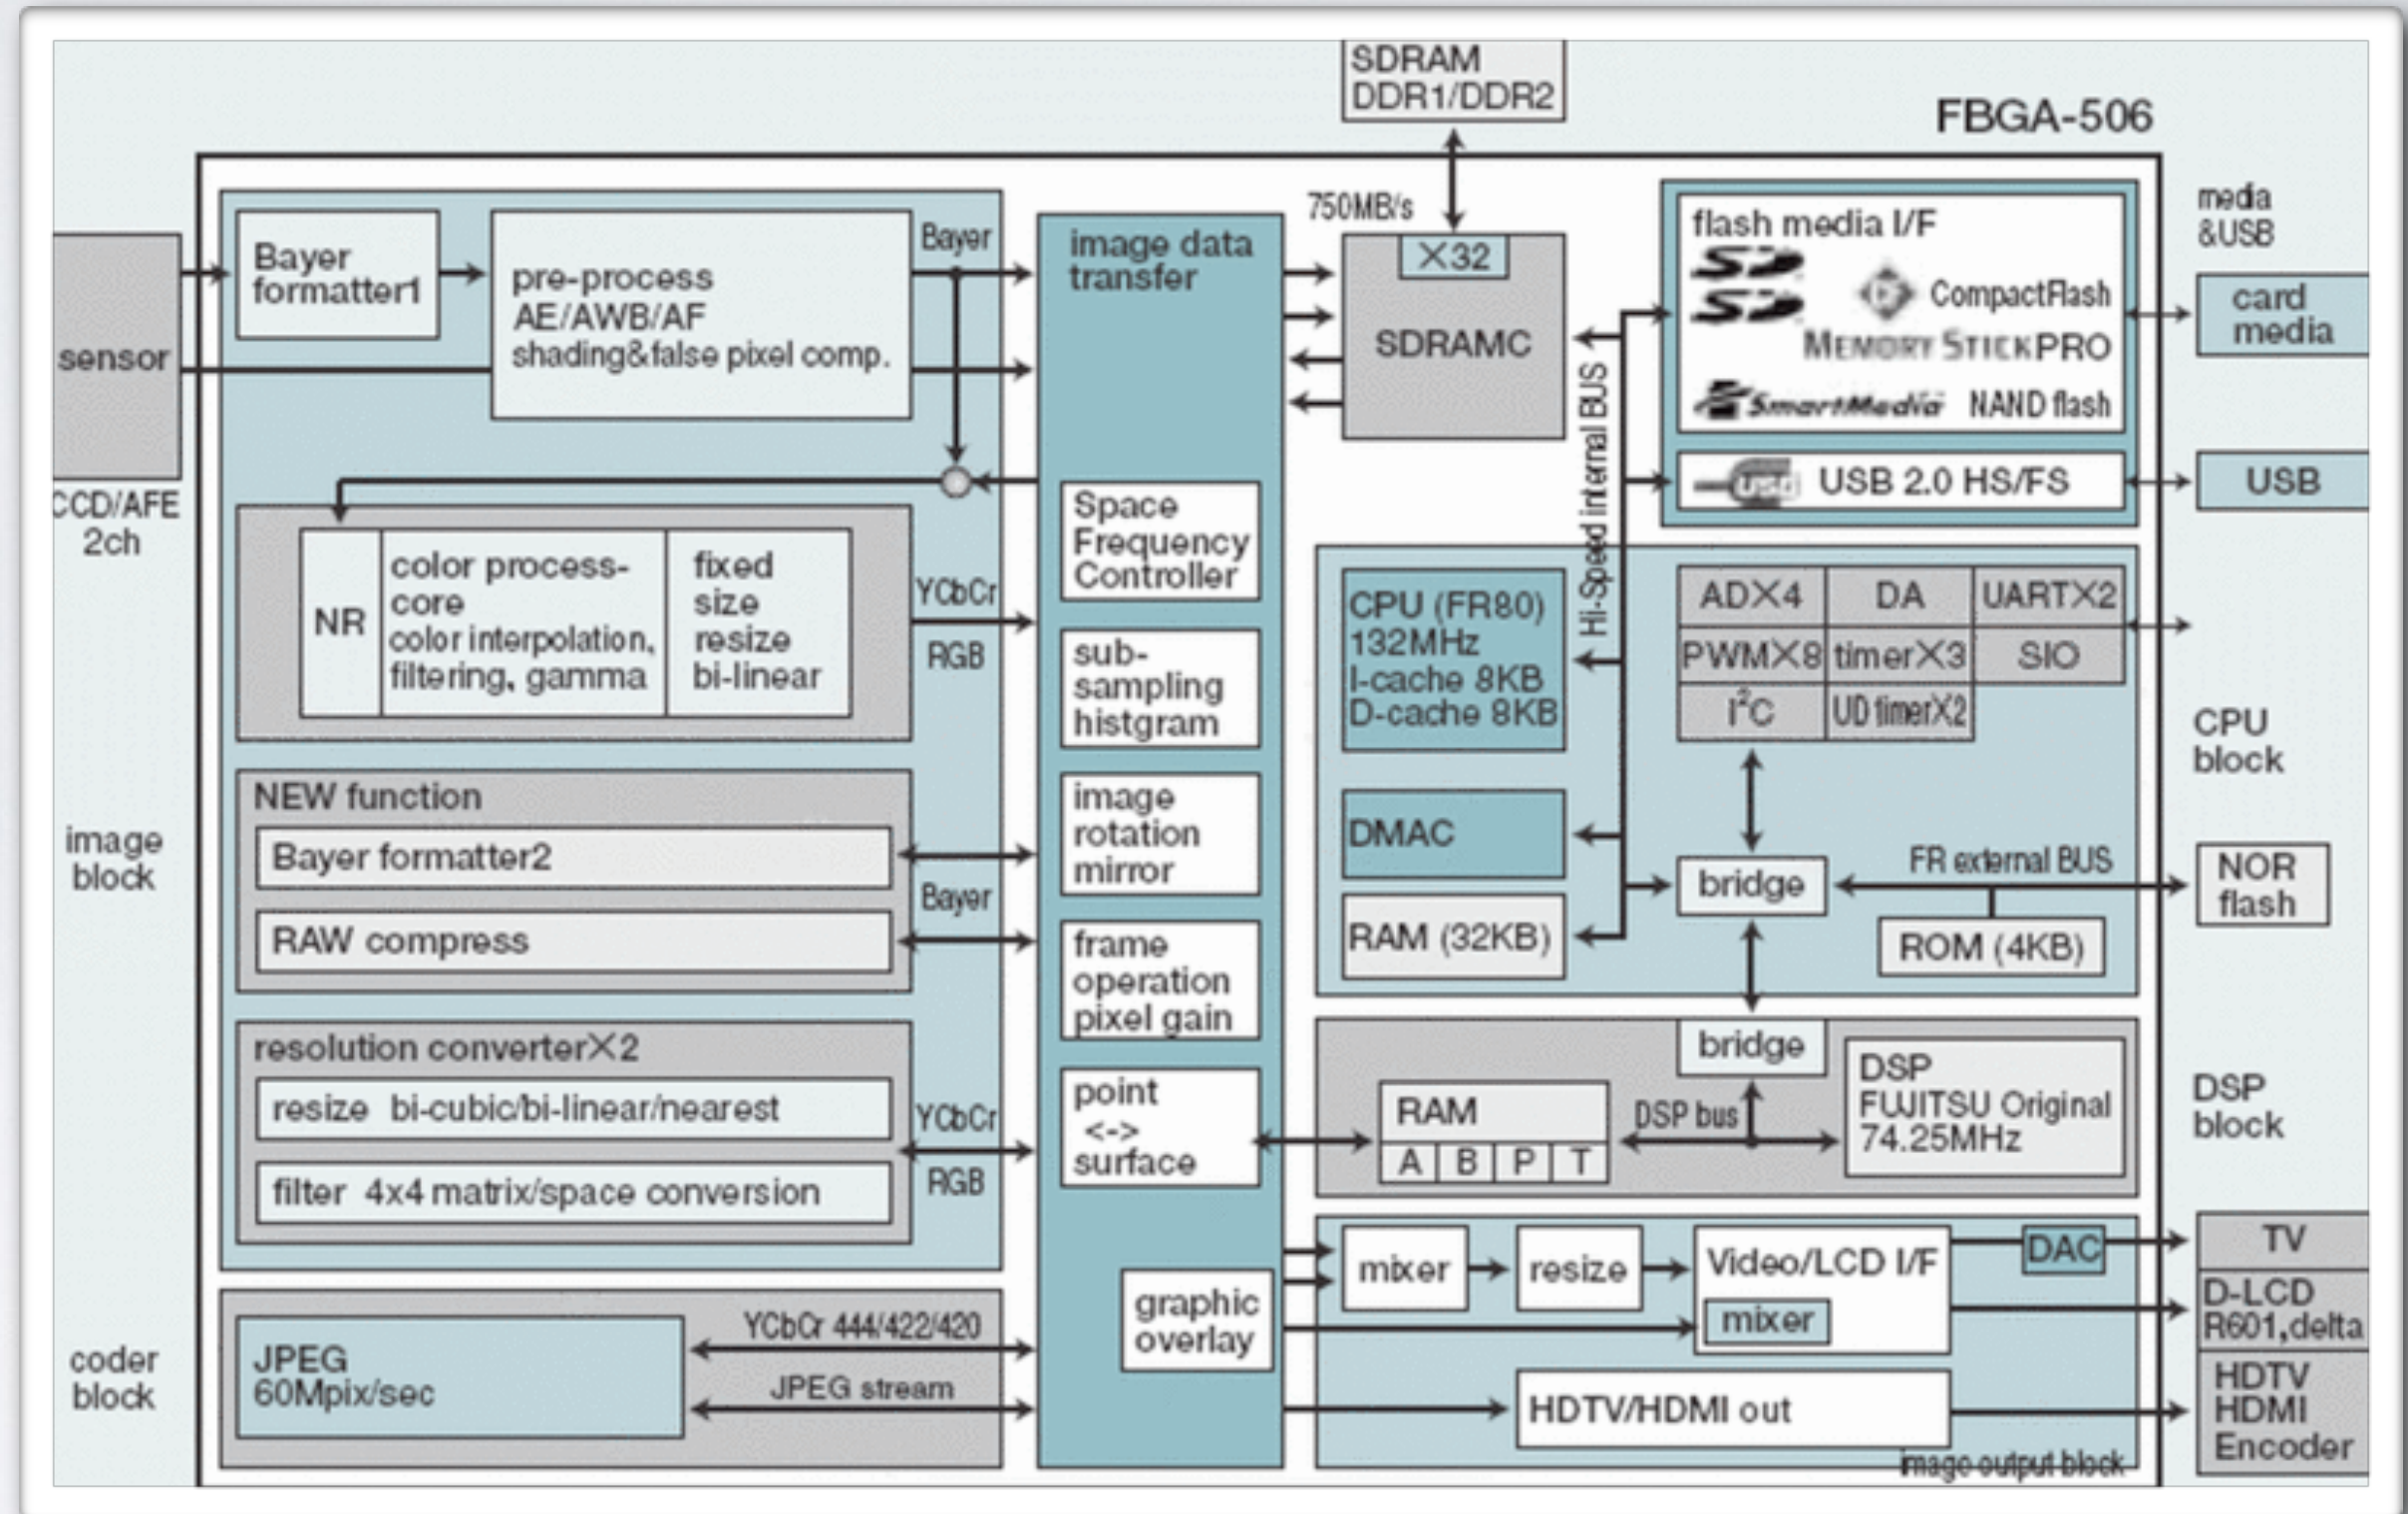 SDRAM
DDR1/DDR2
FBGA-506
750MB/s
media
&USB
sensor
CCD/AFE
2ch
Bayer
formatter1
pre-process
AE/AWB/AF
shading&false pixel comp.
Bayer
image data
transfer
X32
SDRAMC
Hi-Speed internal BUS
flash media I/F
SD
SD
CompactFlash
MEMORY STICKPRO
SmartMedia NAND flash
card
media
USB 2.0 HS/FS
USB
NR
color process-
core
color interpolation,
filtering, gamma
fixed
size
resize
bi-linear
YCbCr
RGB
Space
Frequency
Controller
sub-
sampling
histgram
image
rotation
mirror
frame
operation
pixel gain
point
<->
surface
graphic
overlay
CPU (FR80)
132MHz
I-cache 8KB
D-cache 8KB
DMAC
RAM (32KB)
ADX4 DA UARTX2
PWMX8 timerX3 SIO
I²C UD timerX2
bridge
FR external BUS
ROM (4KB)
CPU
block
NOR
flash
image
block
NEW function
Bayer formatter2
RAW compress
Bayer
resolution converterX2
resize bi-cubic/bi-linear/nearest
filter 4x4 matrix/space conversion
YCbCr
RGB
bridge
RAM
A B P T
DSP bus
DSP
FUJITSU Original
74.25MHz
DSP
block
coder
block
JPEG
60Mpix/sec
YCbCr 444/422/420
JPEG stream
mixer
resize
Video/LCD I/F
mixer
DAC
HDTV/HDMI out
image output block
TV
D-LCD
R601,delta
HDTV
HDMI
Encoder